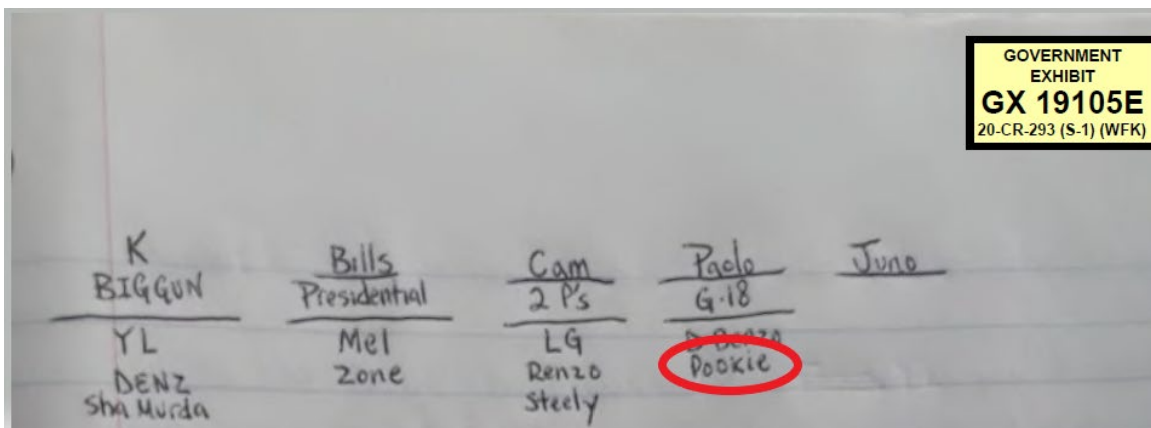 GOVERNMENT
EXHIBIT
GX 19105E
20-CR-293 (S-1) (WFK)
K
BIGGUN
YL
DENZ
Sha Murda
Bills
Presidential
Mel
Zone
Cam
2 P's
LG
Renzo
Steely
Paolo
G-18
Benzo
Pookie
Juno